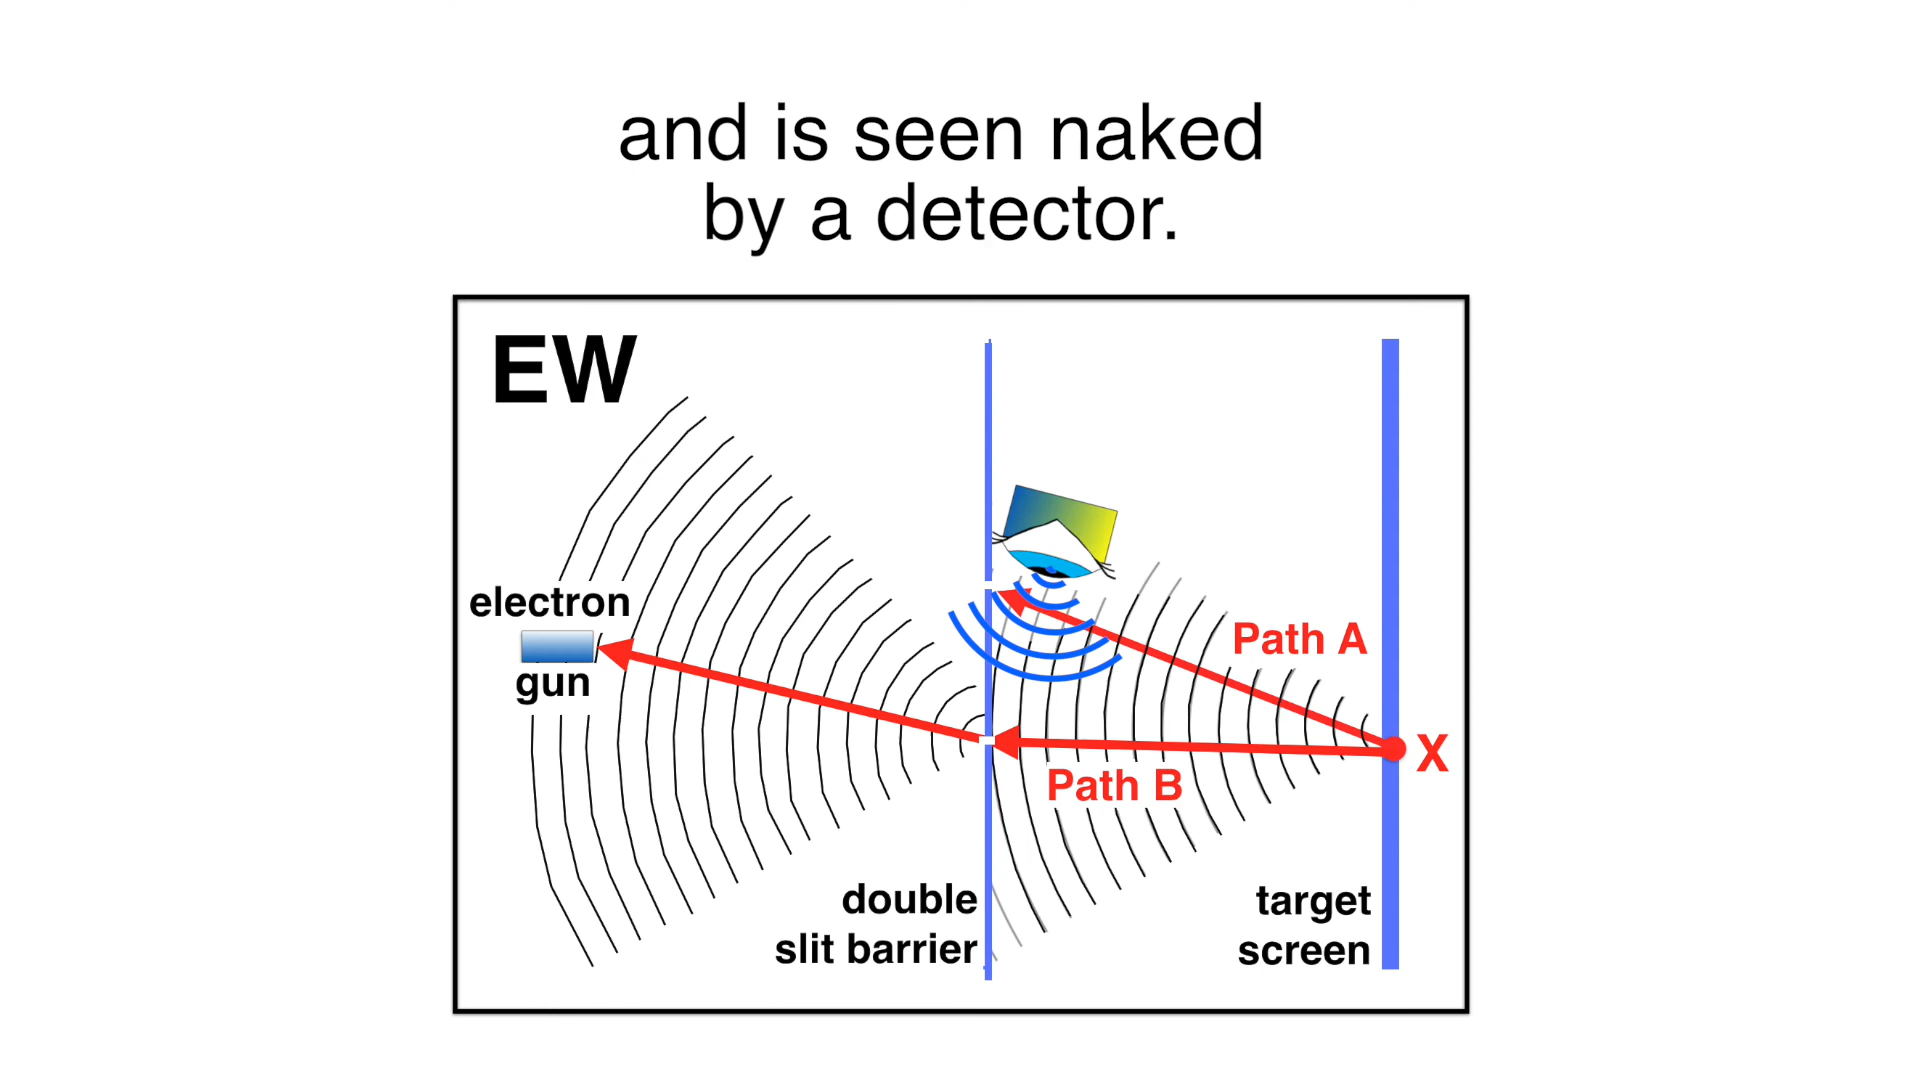 and is seen naked
by a detector.
EW
electron
gun
Path A
X
Path B
double
slit barrier
target
screen